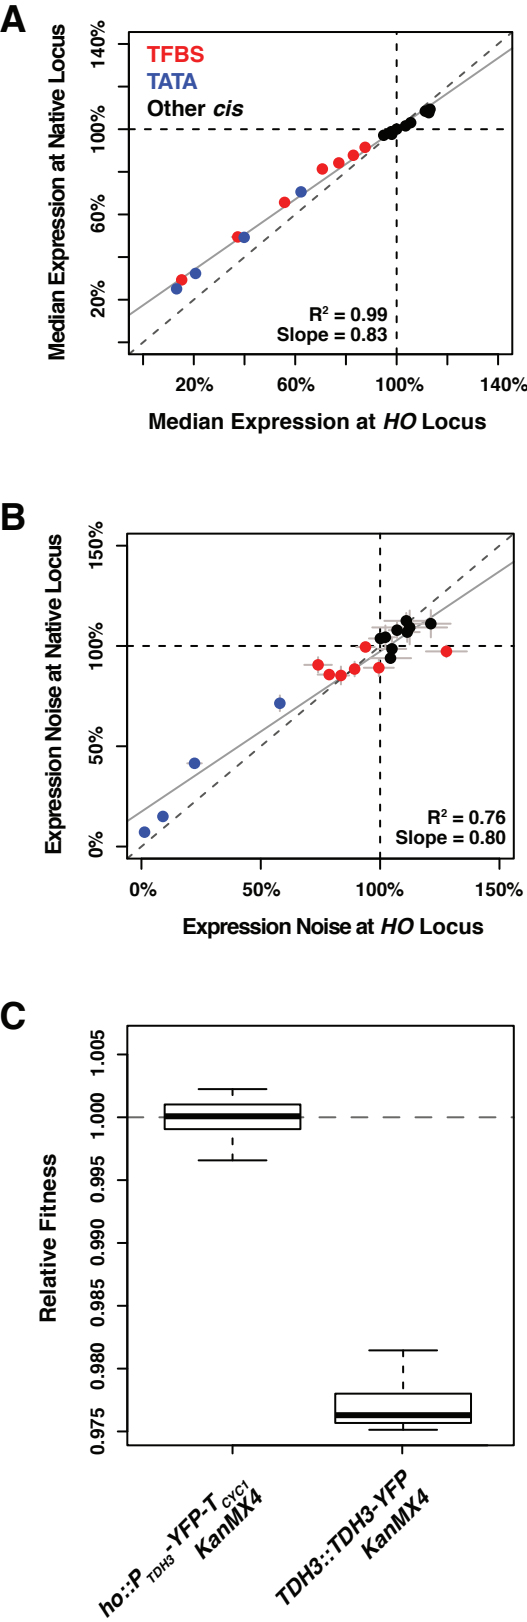 A
Median Expression at Native Locus
140%
100%
60%
20%
TFBS
TATA
Other cis
R² = 0.99
Slope = 0.83
20% 60% 100% 140%
Median Expression at HO Locus
B
Expression Noise at Native Locus
150%
100%
50%
0%
R² = 0.76
Slope = 0.80
0% 50% 100% 150%
Expression Noise at HO Locus
C
Relative Fitness
1.005
1.000
0.995
0.990
0.985
0.980
0.975
ho::P TDH3-YFP-T CYC1
KanMX4
TDH3::TDH3-YFP
KanMX4